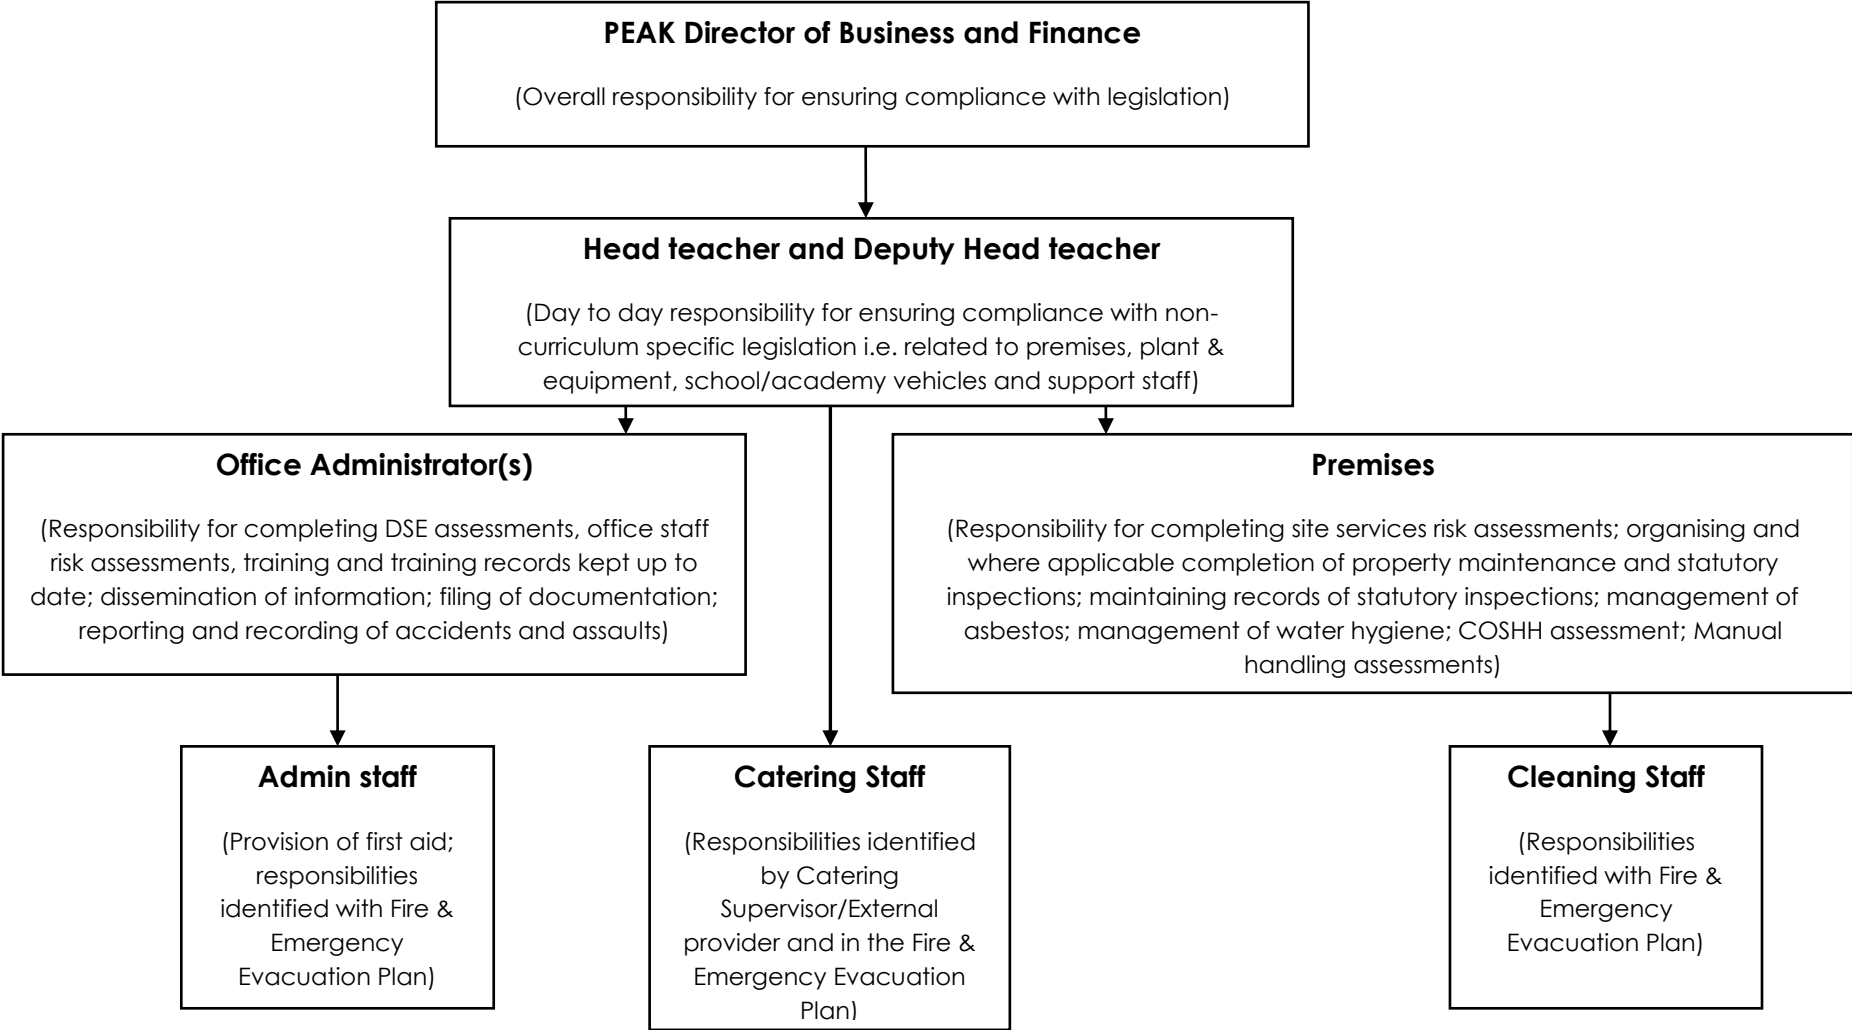 PEAK Director of Business and Finance
(Overall responsibility for ensuring compliance with legislation)
Head teacher and Deputy Head teacher
(Day to day responsibility for ensuring compliance with non-
curriculum specific legislation i.e. related to premises, plant &
equipment, school/academy vehicles and support staff)
Office Administrator(s)
(Responsibility for completing DSE assessments, office staff
risk assessments, training and training records kept up to
date; dissemination of information; filing of documentation;
reporting and recording of accidents and assaults)
Premises
(Responsibility for completing site services risk assessments; organising and
where applicable completion of property maintenance and statutory
inspections; maintaining records of statutory inspections; management of
asbestos; management of water hygiene; COSHH assessment; Manual
handling assessments)
Admin staff
(Provision of first aid;
responsibilities
identified with Fire &
Emergency
Evacuation Plan)
Catering Staff
(Responsibilities identified
by Catering
Supervisor/External
provider and in the Fire &
Emergency Evacuation
Plan)
Cleaning Staff
(Responsibilities
identified with Fire &
Emergency
Evacuation Plan)